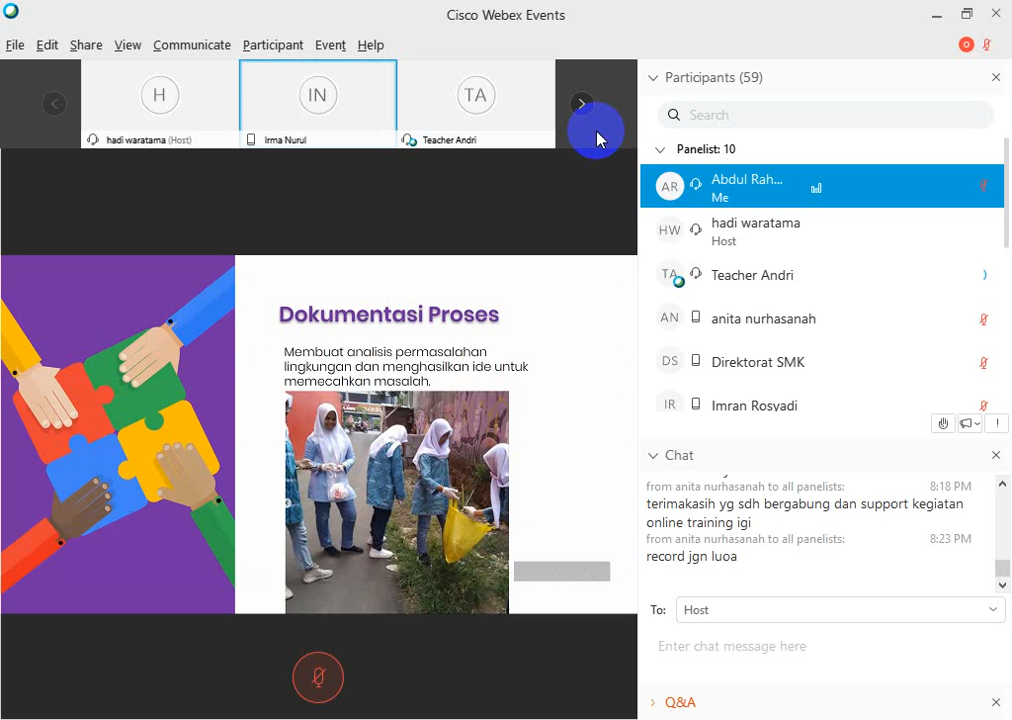 Cisco Webex Events
File Edit Share View Communicate Participant Event Help
H
IN
TA
hadi waratama (Host)
Irma Nurul
Teacher Andri
Dokumentasi Proses
Membuat analisis permasalahan
lingkungan dan menghasilkan ide untuk
memecahkan masalah.
Participants (59)
Search
Panelist: 10
AR
Abdul Rah...
Me
HW
hadi waratama
Host
TA
Teacher Andri
AN
anita nurhasanah
DS
Direktorat SMK
IR
Imran Rosyadi
Chat
from anita nurhasanah to all panelists:
8:18 PM
terimakasih yg sdh bergabung dan support kegiatan
online training igi
from anita nurhasanah to all panelists:
8:23 PM
record jgn luoa
To:
Host
Enter chat message here
Q&A